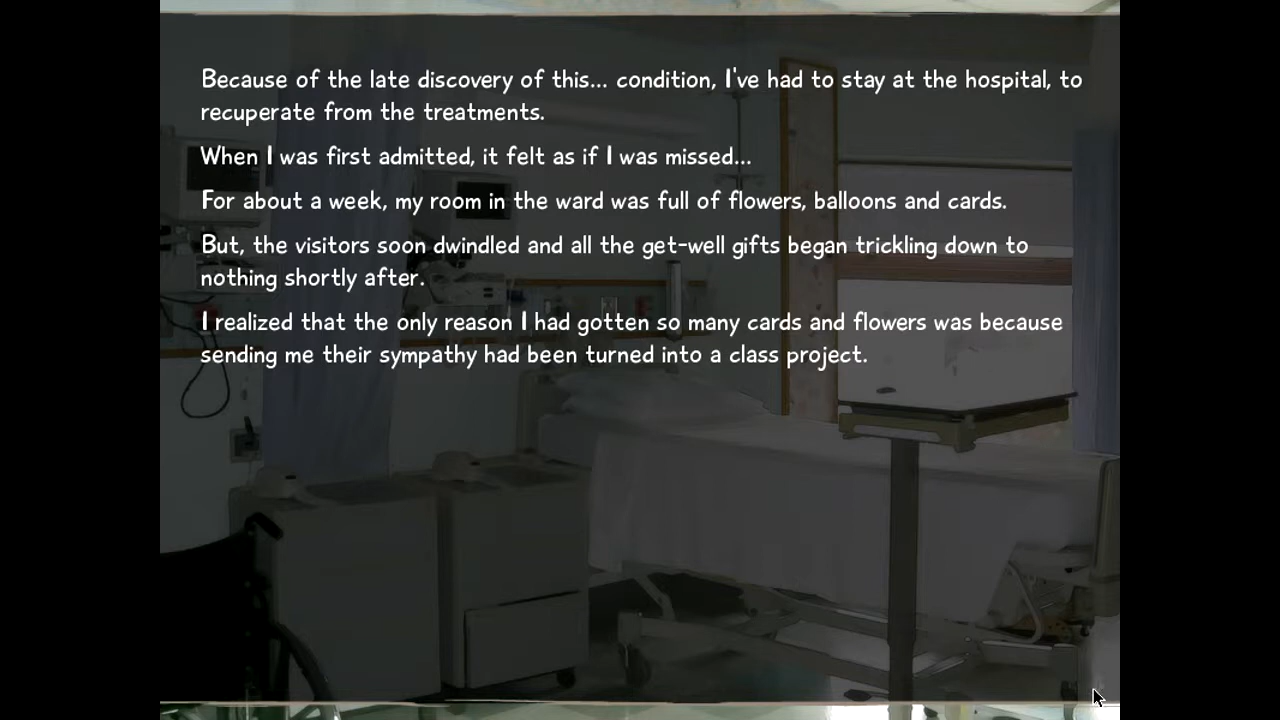 Because of the late discovery of this... condition, I've had to stay at the hospital, to
recuperate from the treatments.
When I was first admitted, it felt as if I was missed...
For about a week, my room in the ward was full of flowers, balloons and cards.
But, the visitors soon dwindled and all the get-well gifts began trickling down to
nothing shortly after.
I realized that the only reason I had gotten so many cards and flowers was because
sending me their sympathy had been turned into a class project.